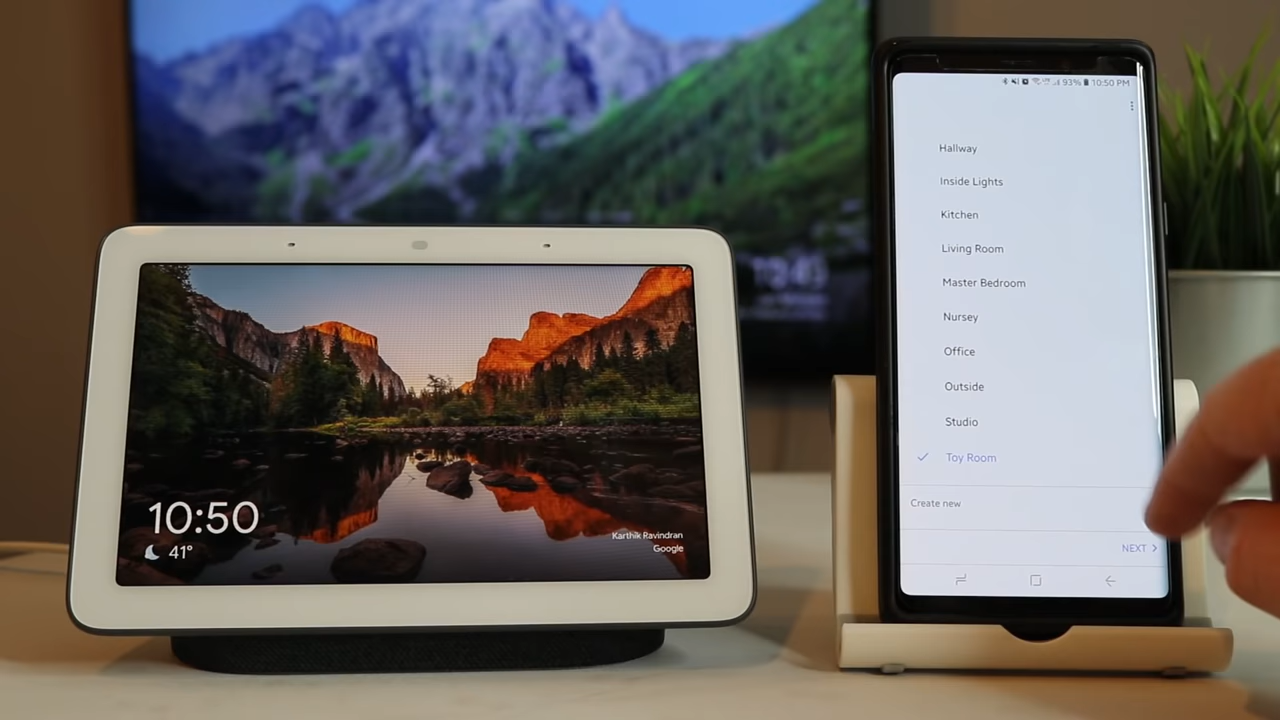 10:50
41°
Karthik Ravindran
Google
93% 10:50 PM
Hallway
Inside Lights
Kitchen
Living Room
Master Bedroom
Nursey
Office
Outside
Studio
Toy Room
Create new
NEXT